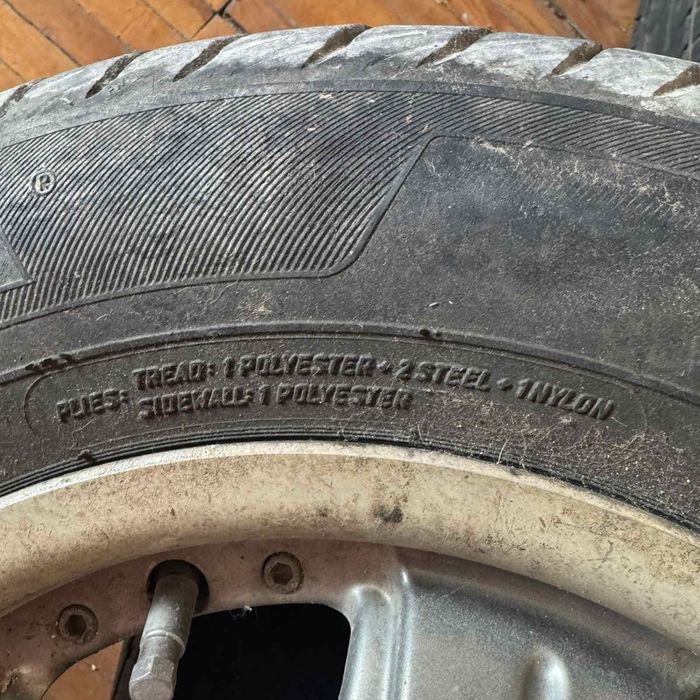 ®
PLIES: TREAD: 1 POLYESTER + 2 STEEL + 1 NYLON
SIDEWALL: 1 POLYESTER